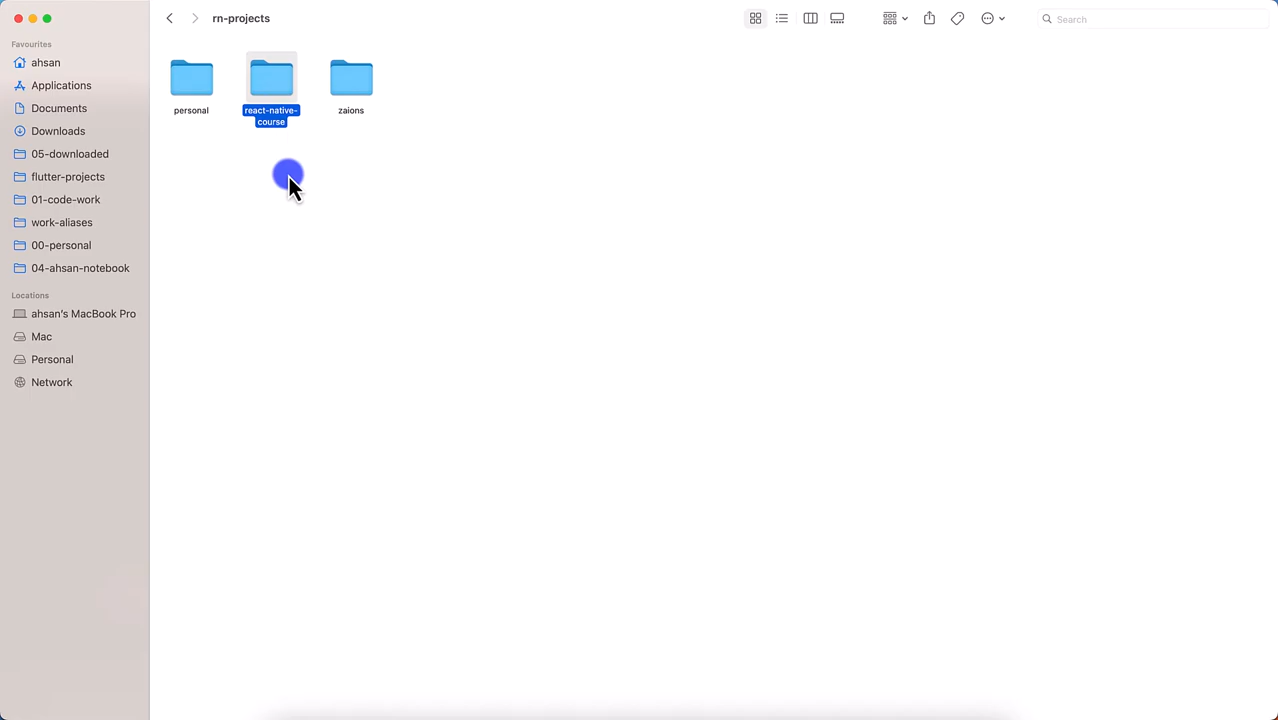 rn-projects
Search
Favourites
ahsan
Applications
Documents
Downloads
05-downloaded
flutter-projects
01-code-work
work-aliases
00-personal
04-ahsan-notebook
Locations
ahsan's MacBook Pro
Mac
Personal
Network
personal
react-native-
course
zaions